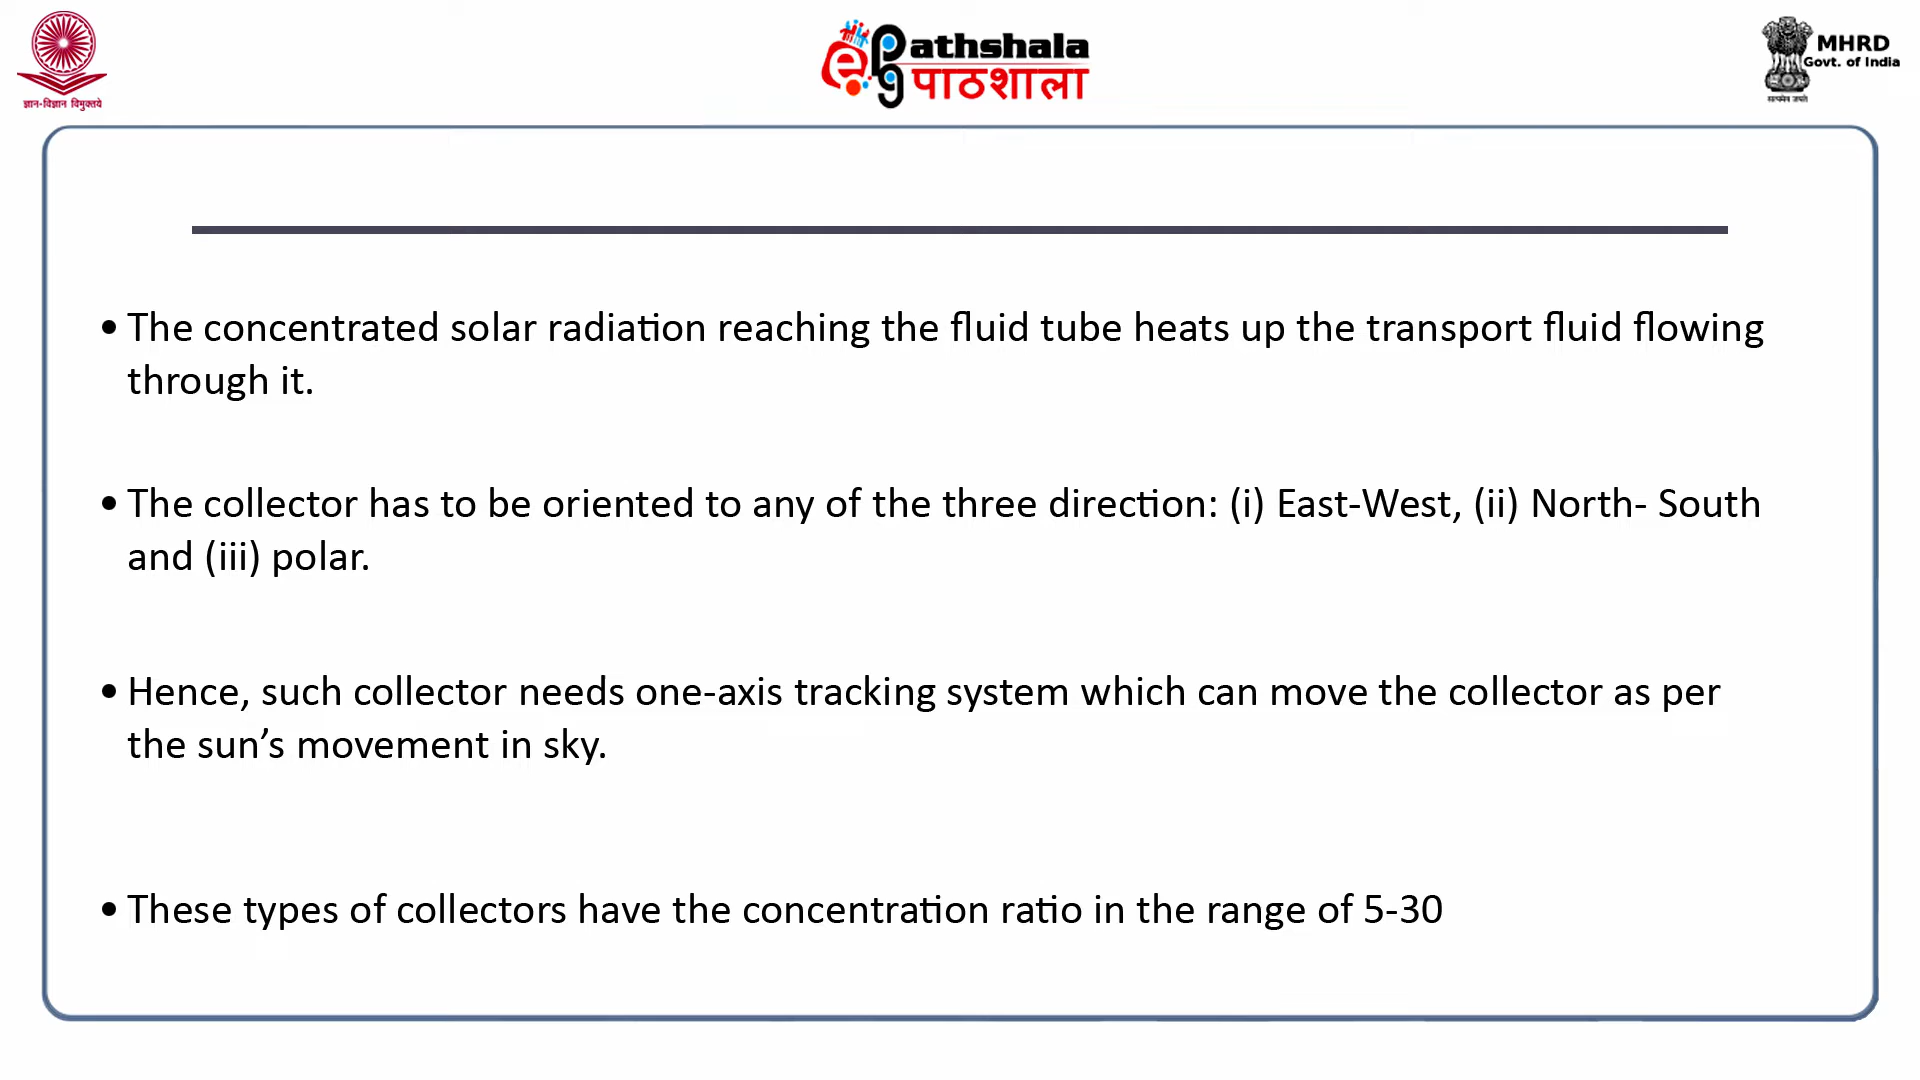 ज्ञान-विज्ञान विमुक्तये
ePathshala
पाठशाला
MHRD
Govt. of India
सत्यमेव जयते
• The concentrated solar radiation reaching the fluid tube heats up the transport fluid flowing
through it.
• The collector has to be oriented to any of the three direction: (i) East-West, (ii) North- South
and (iii) polar.
• Hence, such collector needs one-axis tracking system which can move the collector as per
the sun’s movement in sky.
• These types of collectors have the concentration ratio in the range of 5-30